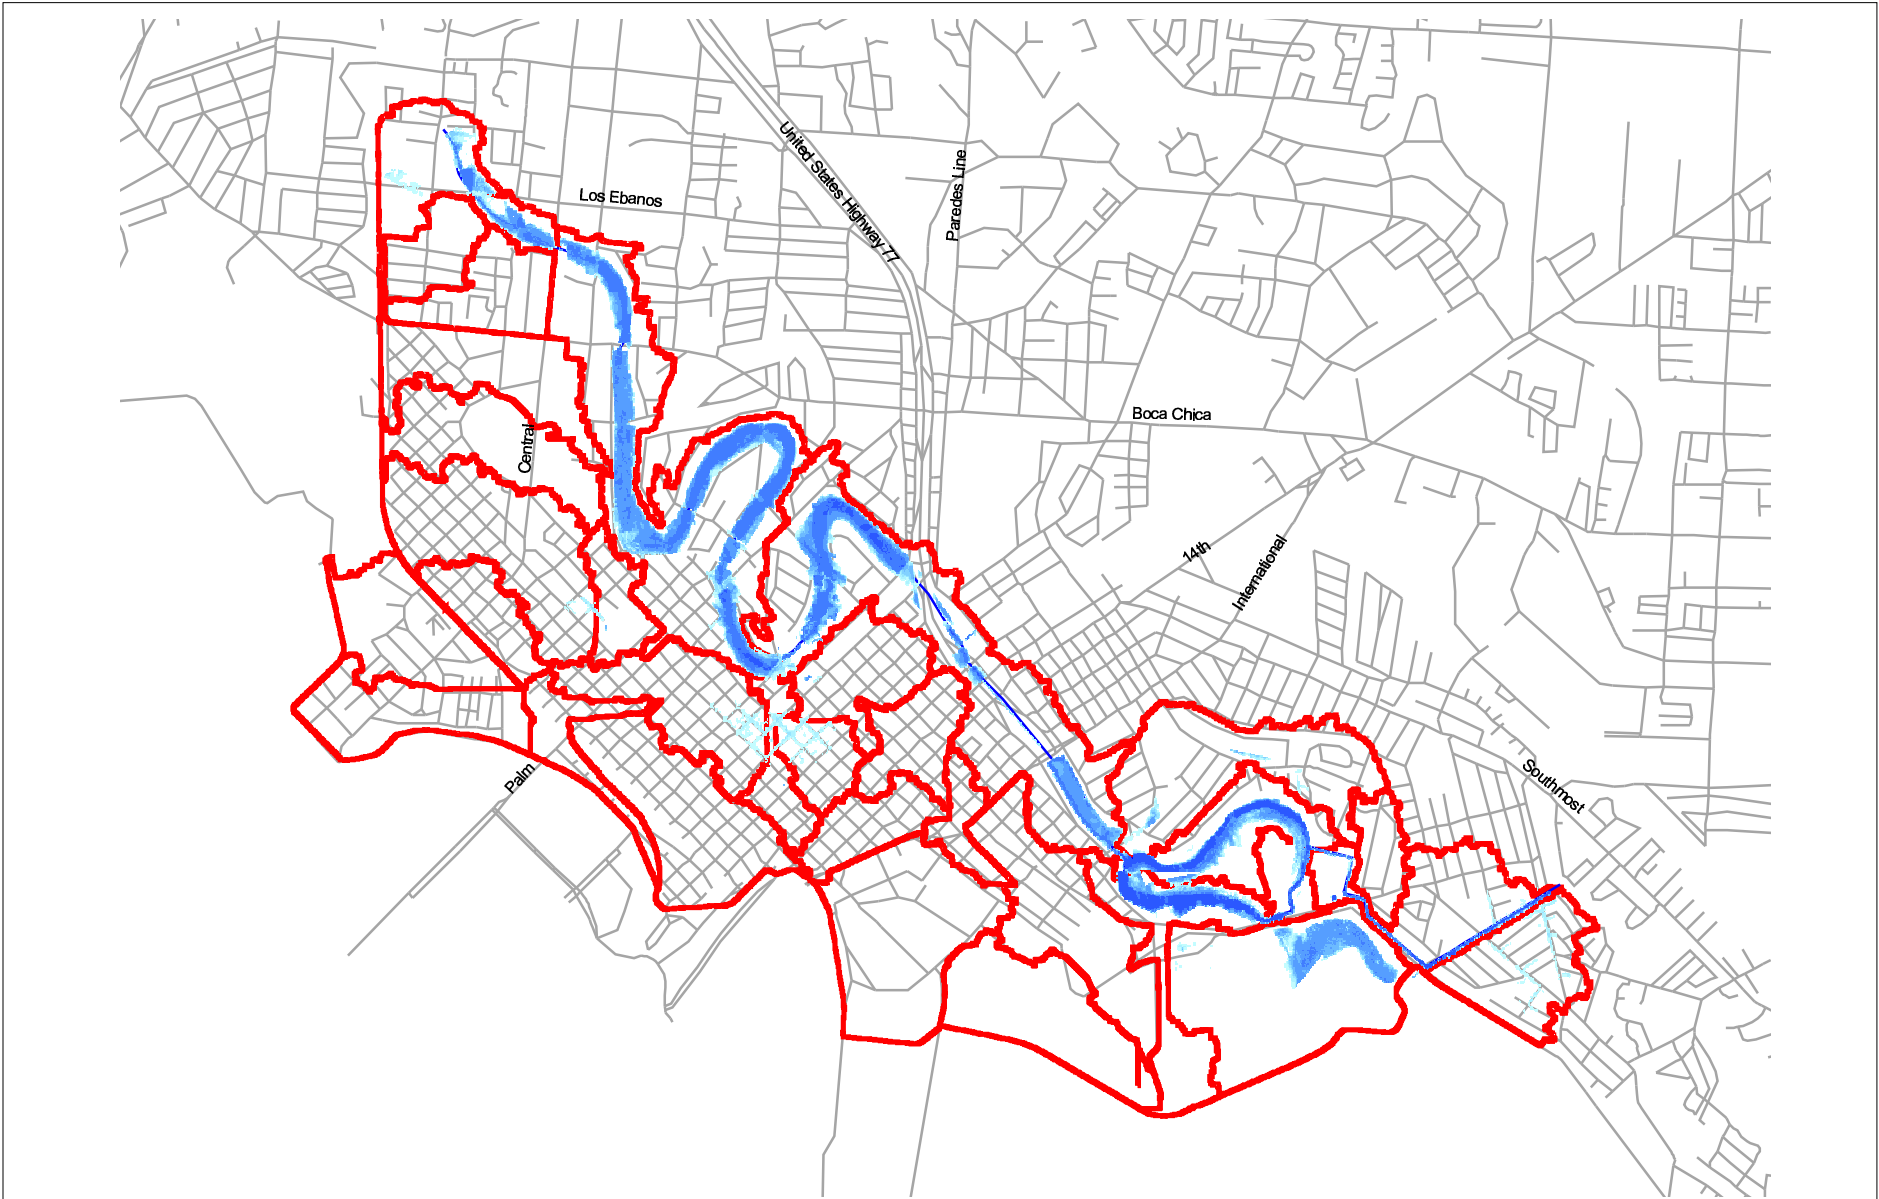 United States Highway 77
Paredes Line
Los Ebanos
Boca Chica
Central
14th
International
Palm
Southmost